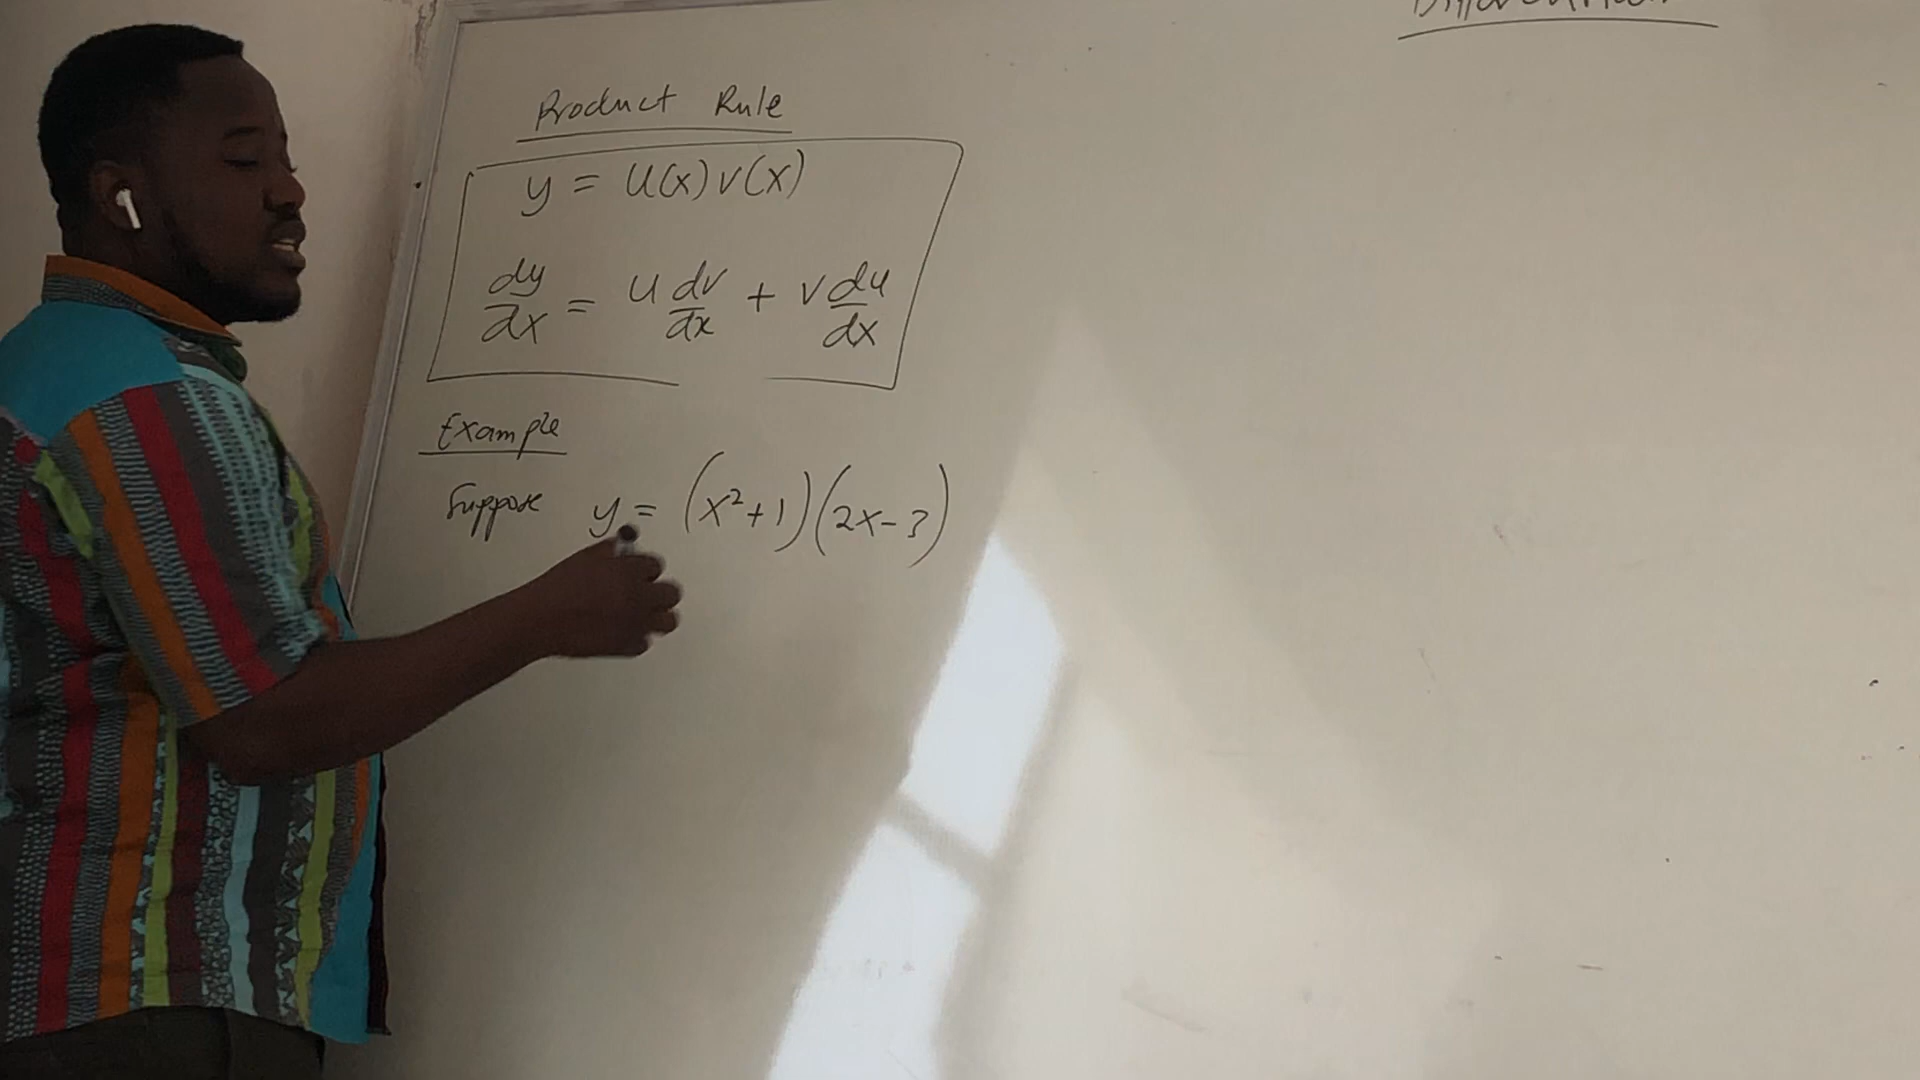 Product Rule
y = u(x) v(x)
dy/dx = u dv/dx + v du/dx
Example
Suppose y = (x²+1)(2x-3)